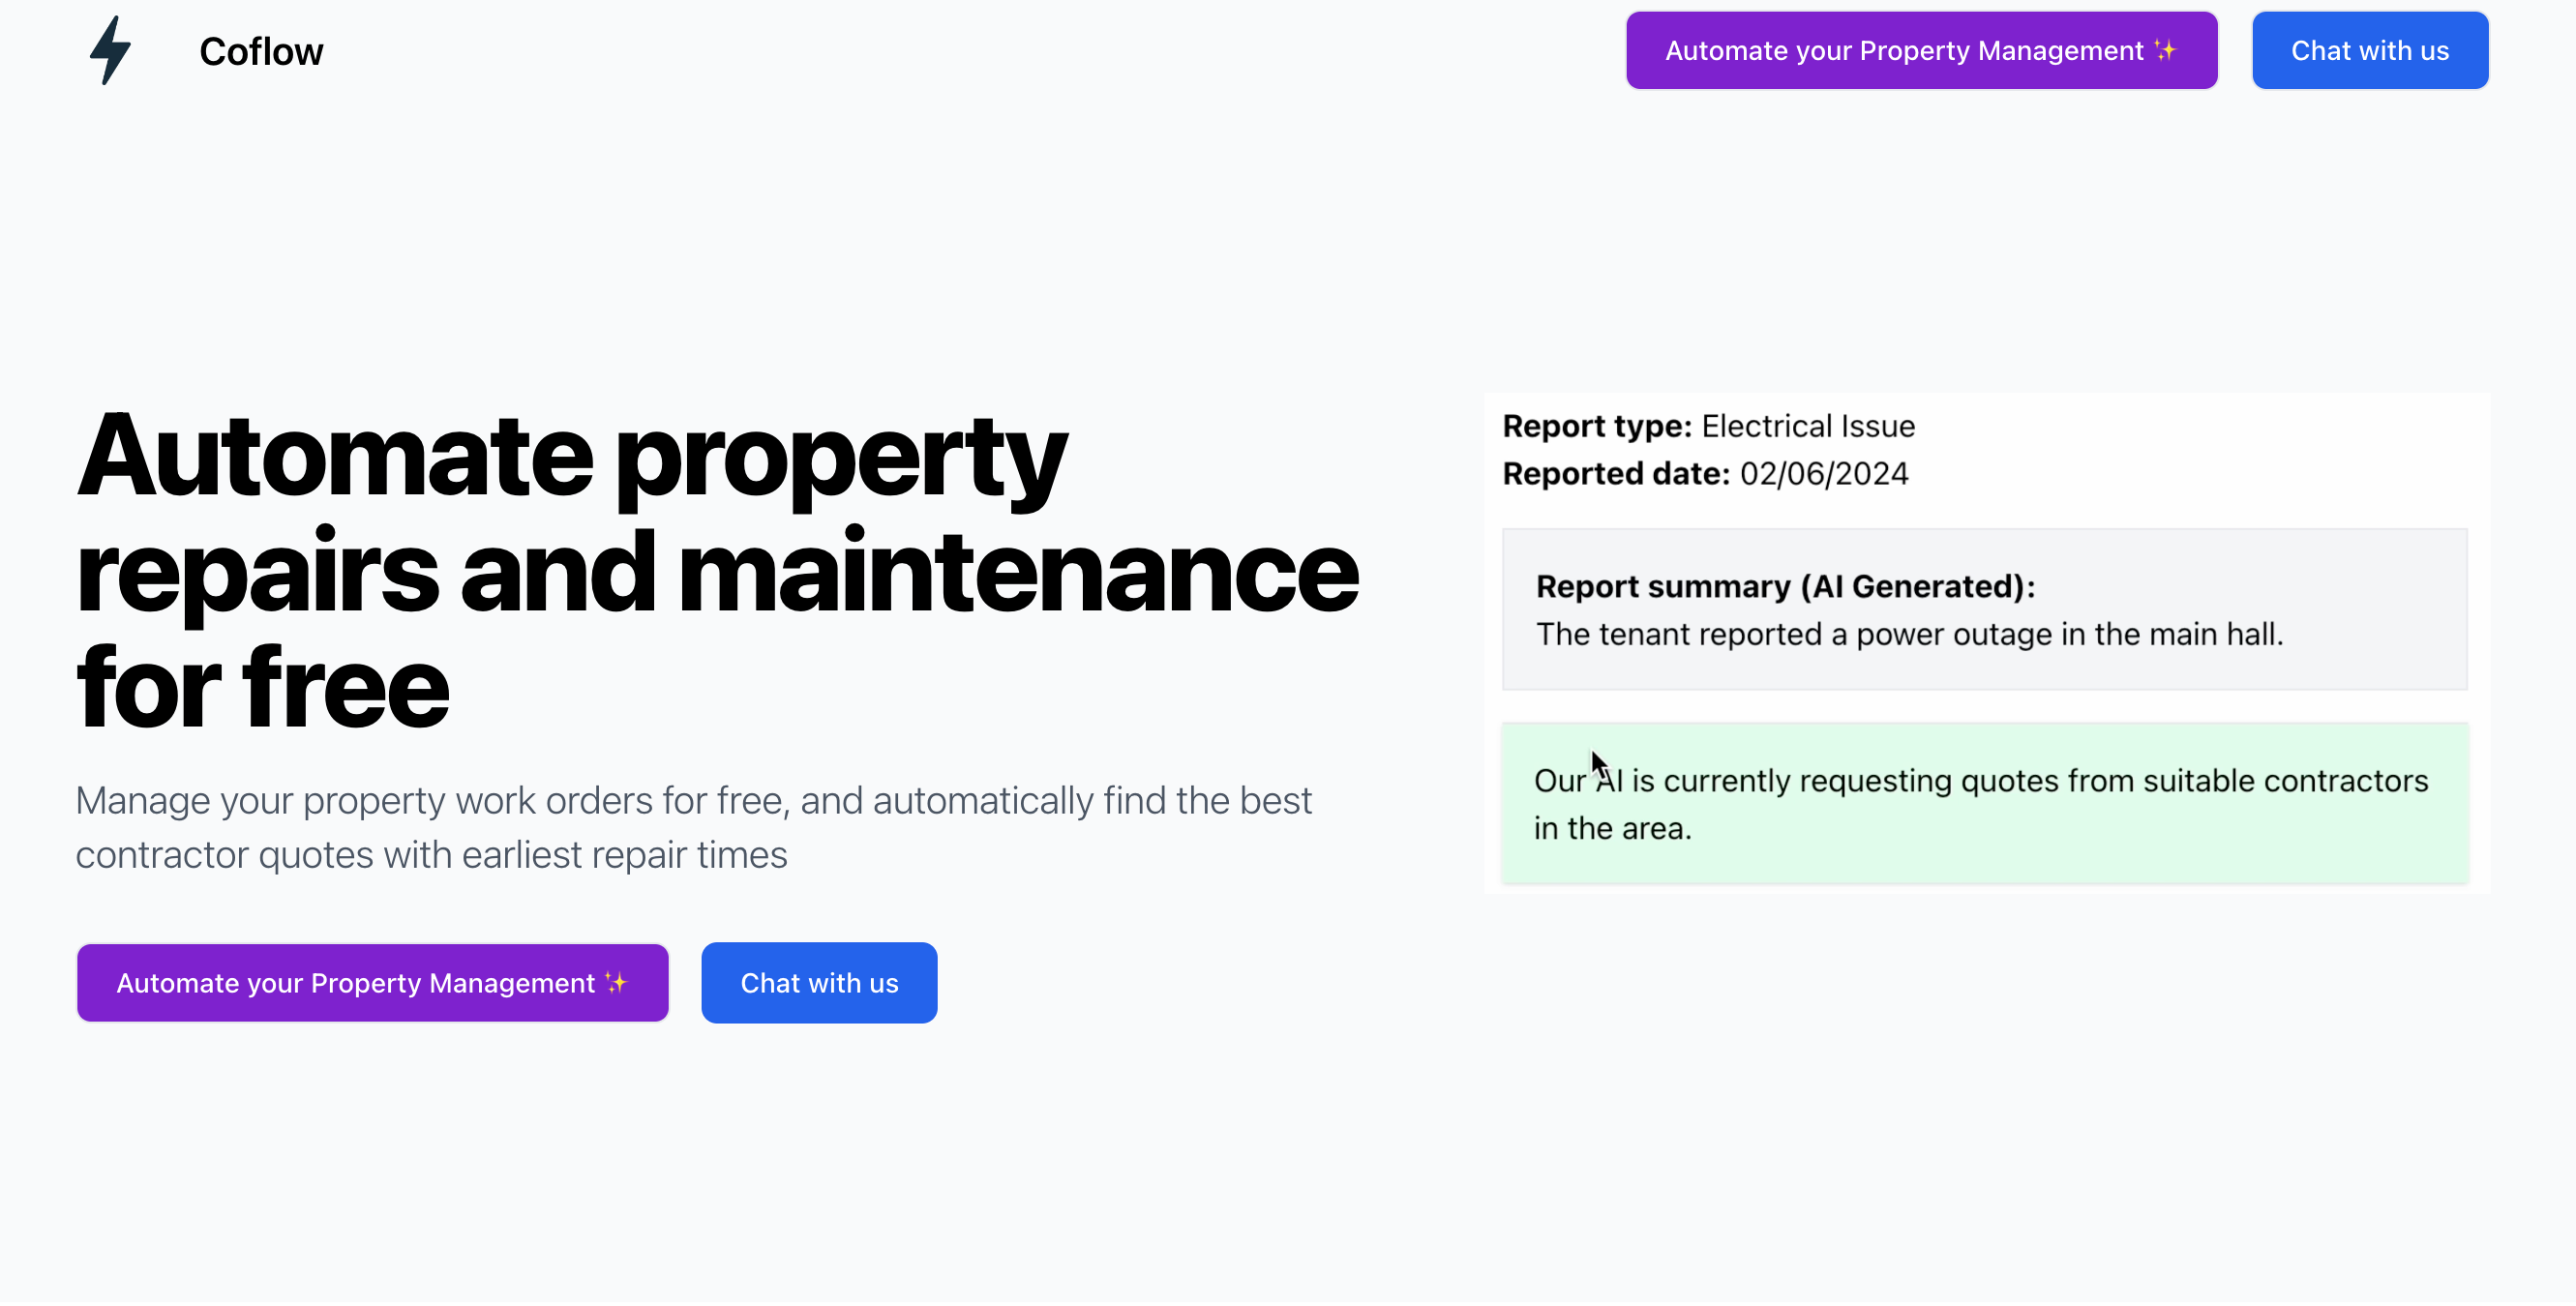 Coflow
Automate your Property Management ✨
Chat with us
Automate property
repairs and maintenance
for free
Manage your property work orders for free, and automatically find the best
contractor quotes with earliest repair times
Automate your Property Management ✨
Chat with us
Report type: Electrical Issue
Reported date: 02/06/2024
Report summary (AI Generated):
The tenant reported a power outage in the main hall.
Our AI is currently requesting quotes from suitable contractors
in the area.